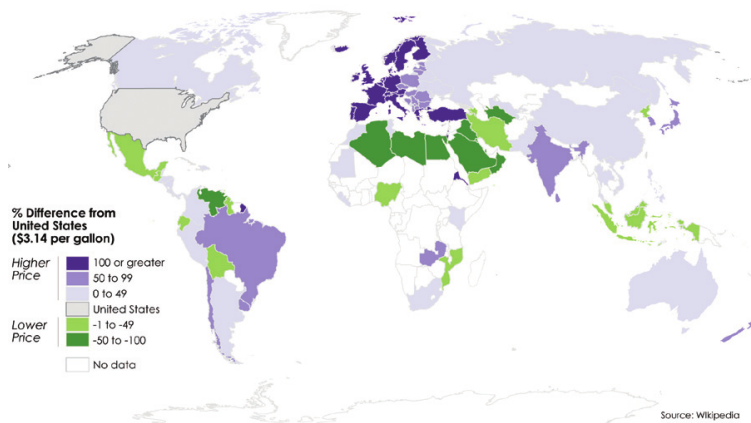 % Difference from
United States
($3.14 per gallon)
Higher
Price
100 or greater
50 to 99
0 to 49
United States
Lower
Price
-1 to -49
-50 to -100
No data
Source: Wikipedia